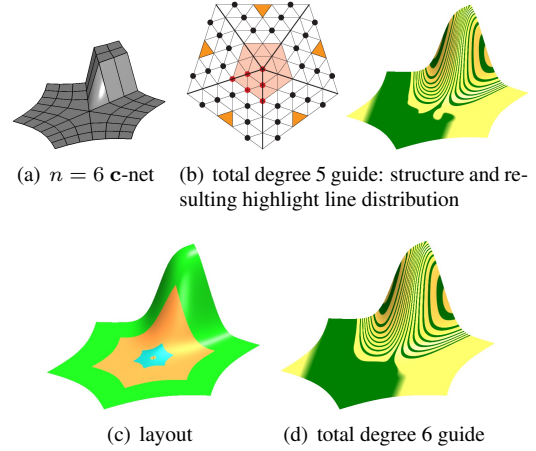 (a) n = 6 c-net
(b) total degree 5 guide: structure and re-
sulting highlight line distribution
(c) layout
(d) total degree 6 guide